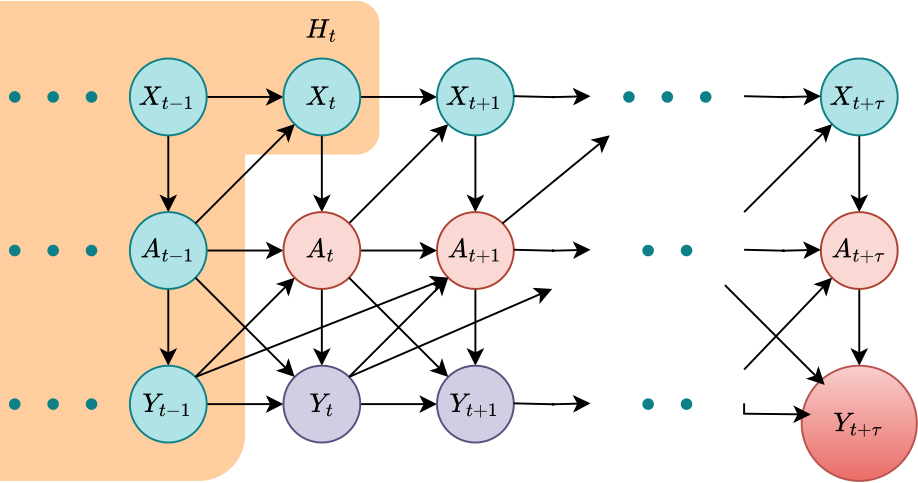 H_t
X_{t-1} X_t X_{t+1} X_{t+τ}
A_{t-1} A_t A_{t+1} A_{t+τ}
Y_{t-1} Y_t Y_{t+1} Y_{t+τ}